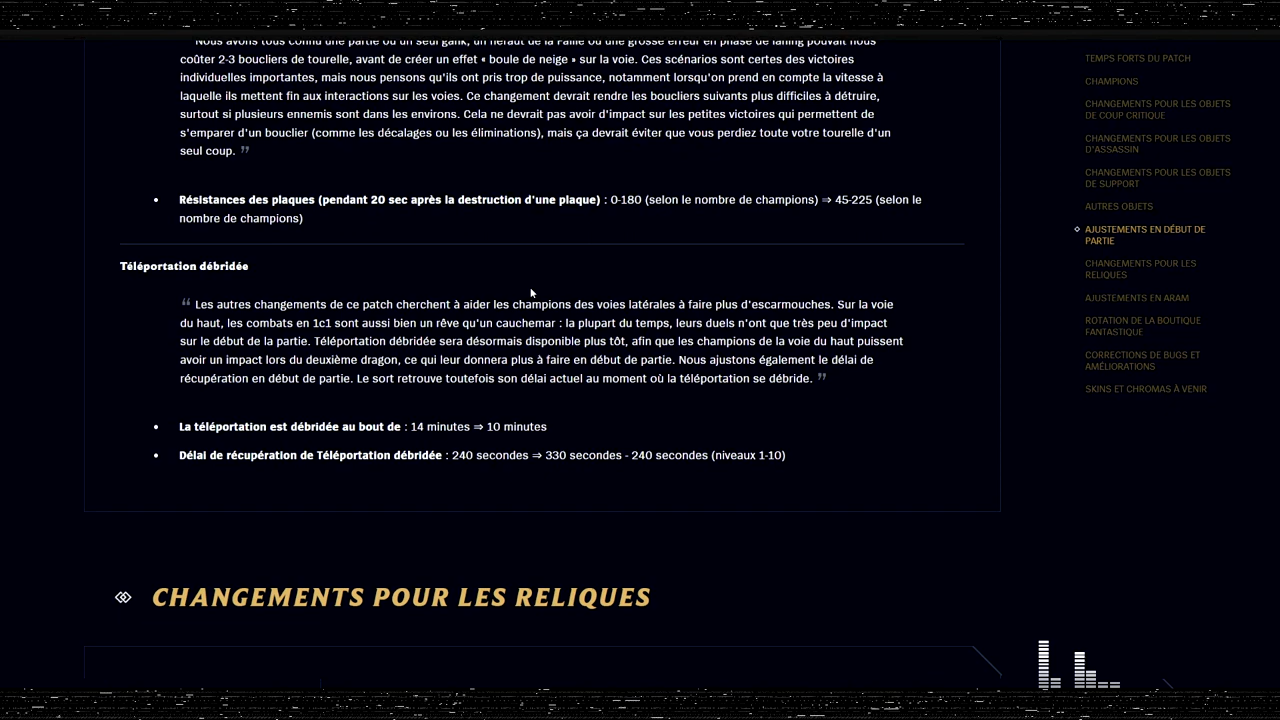 Nous avons tous connu une partie où un seul gank, un héraut de la Faille ou une grosse erreur en phase de laning pouvait nous
coûter 2-3 boucliers de tourelle, avant de créer un effet « boule de neige » sur la voie. Ces scénarios sont certes des victoires
individuelles importantes, mais nous pensons qu'ils ont pris trop de puissance, notamment lorsqu'on prend en compte la vitesse à
laquelle ils mettent fin aux interactions sur les voies. Ce changement devrait rendre les boucliers suivants plus difficiles à détruire,
surtout si plusieurs ennemis sont dans les environs. Cela ne devrait pas avoir d'impact sur les petites victoires qui permettent de
s'emparer d'un bouclier (comme les décalages ou les éliminations), mais ça devrait éviter que vous perdiez toute votre tourelle d'un
seul coup. ”
• Résistances des plaques (pendant 20 sec après la destruction d'une plaque) : 0-180 (selon le nombre de champions) ⇒ 45-225 (selon le
nombre de champions)
Téléportation débridée
“ Les autres changements de ce patch cherchent à aider les champions des voies latérales à faire plus d'escarmouches. Sur la voie
du haut, les combats en 1c1 sont aussi bien un rêve qu'un cauchemar : la plupart du temps, leurs duels n'ont que très peu d'impact
sur le début de la partie. Téléportation débridée sera désormais disponible plus tôt, afin que les champions de la voie du haut puissent
avoir un impact lors du deuxième dragon, ce qui leur donnera plus à faire en début de partie. Nous ajustons également le délai de
récupération en début de partie. Le sort retrouve toutefois son délai actuel au moment où la téléportation se débride. ”
• La téléportation est débridée au bout de : 14 minutes ⇒ 10 minutes
• Délai de récupération de Téléportation débridée : 240 secondes ⇒ 330 secondes - 240 secondes (niveaux 1-10)
CHANGEMENTS POUR LES RELIQUES
TEMPS FORTS DU PATCH
CHAMPIONS
CHANGEMENTS POUR LES OBJETS
DE COUP CRITIQUE
CHANGEMENTS POUR LES OBJETS
D'ASSASSIN
CHANGEMENTS POUR LES OBJETS
DE SUPPORT
AUTRES OBJETS
AJUSTEMENTS EN DÉBUT DE
PARTIE
CHANGEMENTS POUR LES
RELIQUES
AJUSTEMENTS EN ARAM
ROTATION DE LA BOUTIQUE
FANTASTIQUE
CORRECTIONS DE BUGS ET
AMÉLIORATIONS
SKINS ET CHROMAS À VENIR